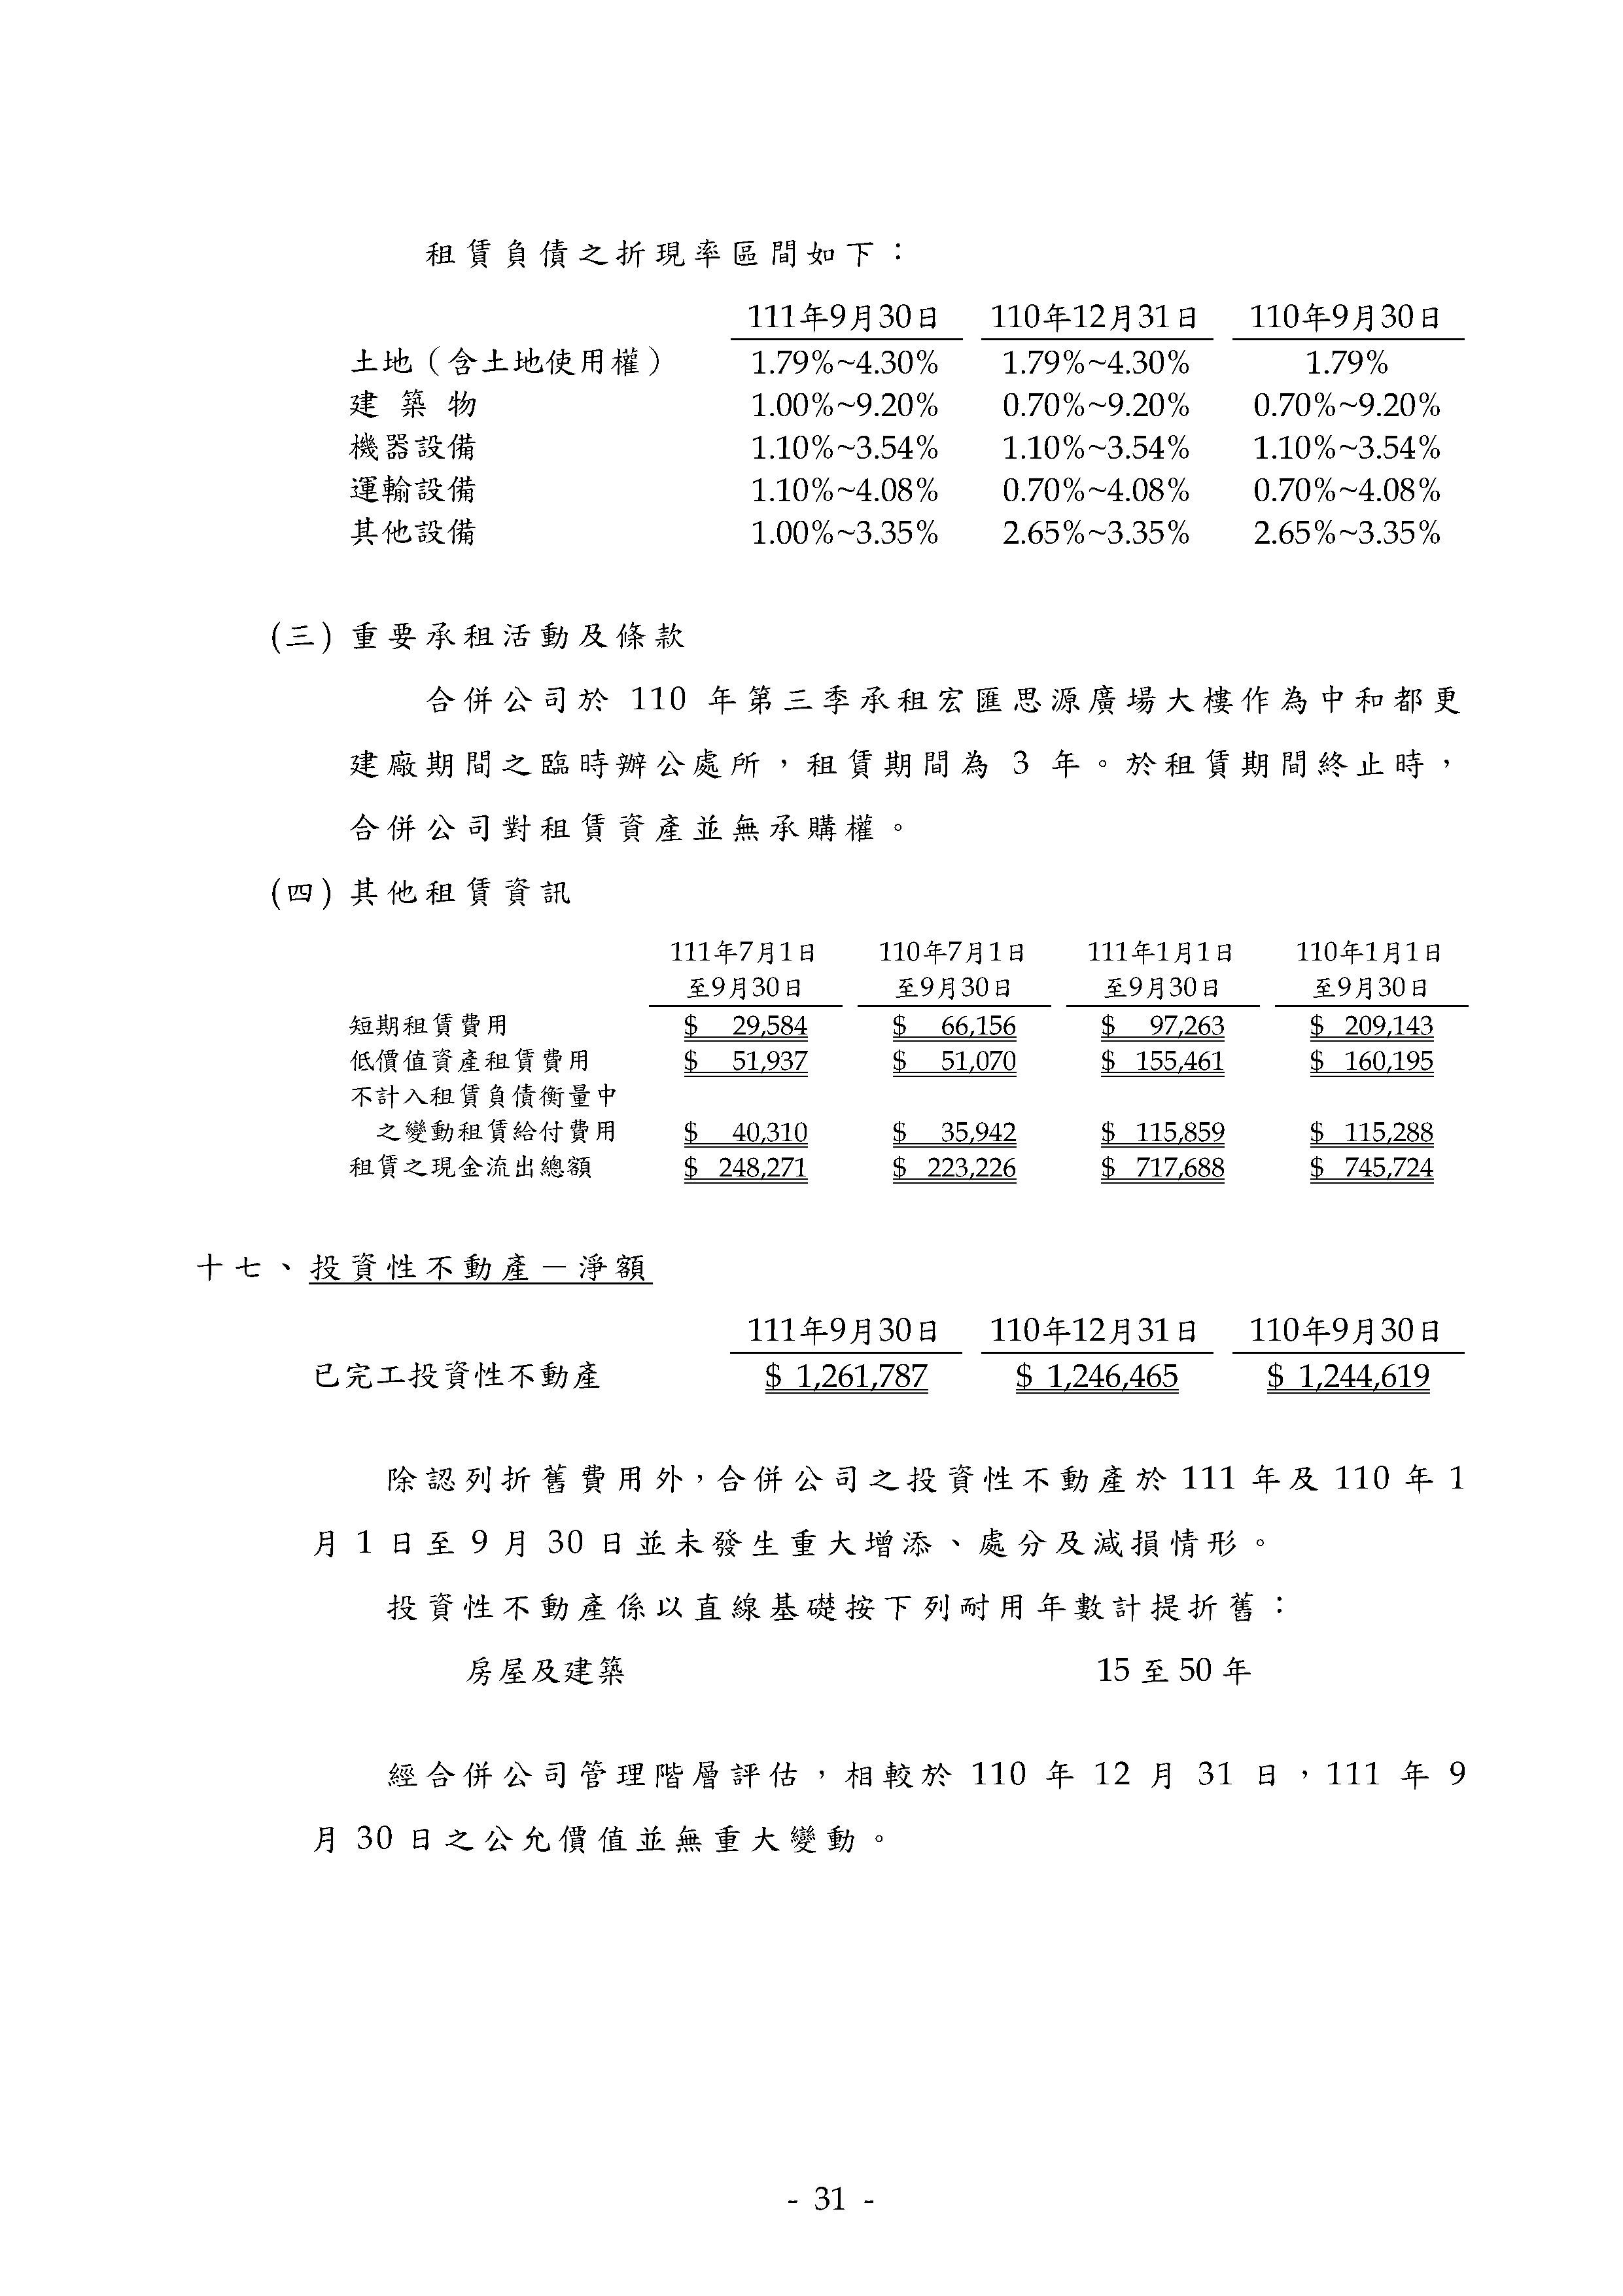 租賃負債之折現率區間如下：
111年9月30日 110年12月31日 110年9月30日
土地（含土地使用權） 1.79%~4.30% 1.79%~4.30% 1.79%
建築物 1.00%~9.20% 0.70%~9.20% 0.70%~9.20%
機器設備 1.10%~3.54% 1.10%~3.54% 1.10%~3.54%
運輸設備 1.10%~4.08% 0.70%~4.08% 0.70%~4.08%
其他設備 1.00%~3.35% 2.65%~3.35% 2.65%~3.35%
(三) 重要承租活動及條款
合併公司於 110 年第三季承租宏匯思源廣場大樓作為中和都更
建廠期間之臨時辦公處所，租賃期間為 3 年。於租賃期間終止時，
合併公司對租賃資產並無承購權。
(四) 其他租賃資訊
111年7月1日 110年7月1日 111年1月1日 110年1月1日
至9月30日 至9月30日 至9月30日 至9月30日
短期租賃費用 $ 29,584 $ 66,156 $ 97,263 $ 209,143
低價值資產租賃費用 $ 51,937 $ 51,070 $ 155,461 $ 160,195
不計入租賃負債衡量中
之變動租賃給付費用 $ 40,310 $ 35,942 $ 115,859 $ 115,288
租賃之現金流出總額 $ 248,271 $ 223,226 $ 717,688 $ 745,724
十七、投資性不動產－淨額
111年9月30日 110年12月31日 110年9月30日
已完工投資性不動產 $ 1,261,787 $ 1,246,465 $ 1,244,619
除認列折舊費用外，合併公司之投資性不動產於 111 年及 110 年 1
月 1 日至 9 月 30 日並未發生重大增添、處分及減損情形。
投資性不動產係以直線基礎按下列耐用年數計提折舊：
房屋及建築 15 至 50 年
經合併公司管理階層評估，相較於 110 年 12 月 31 日，111 年 9
月 30 日之公允價值並無重大變動。
- 31 -